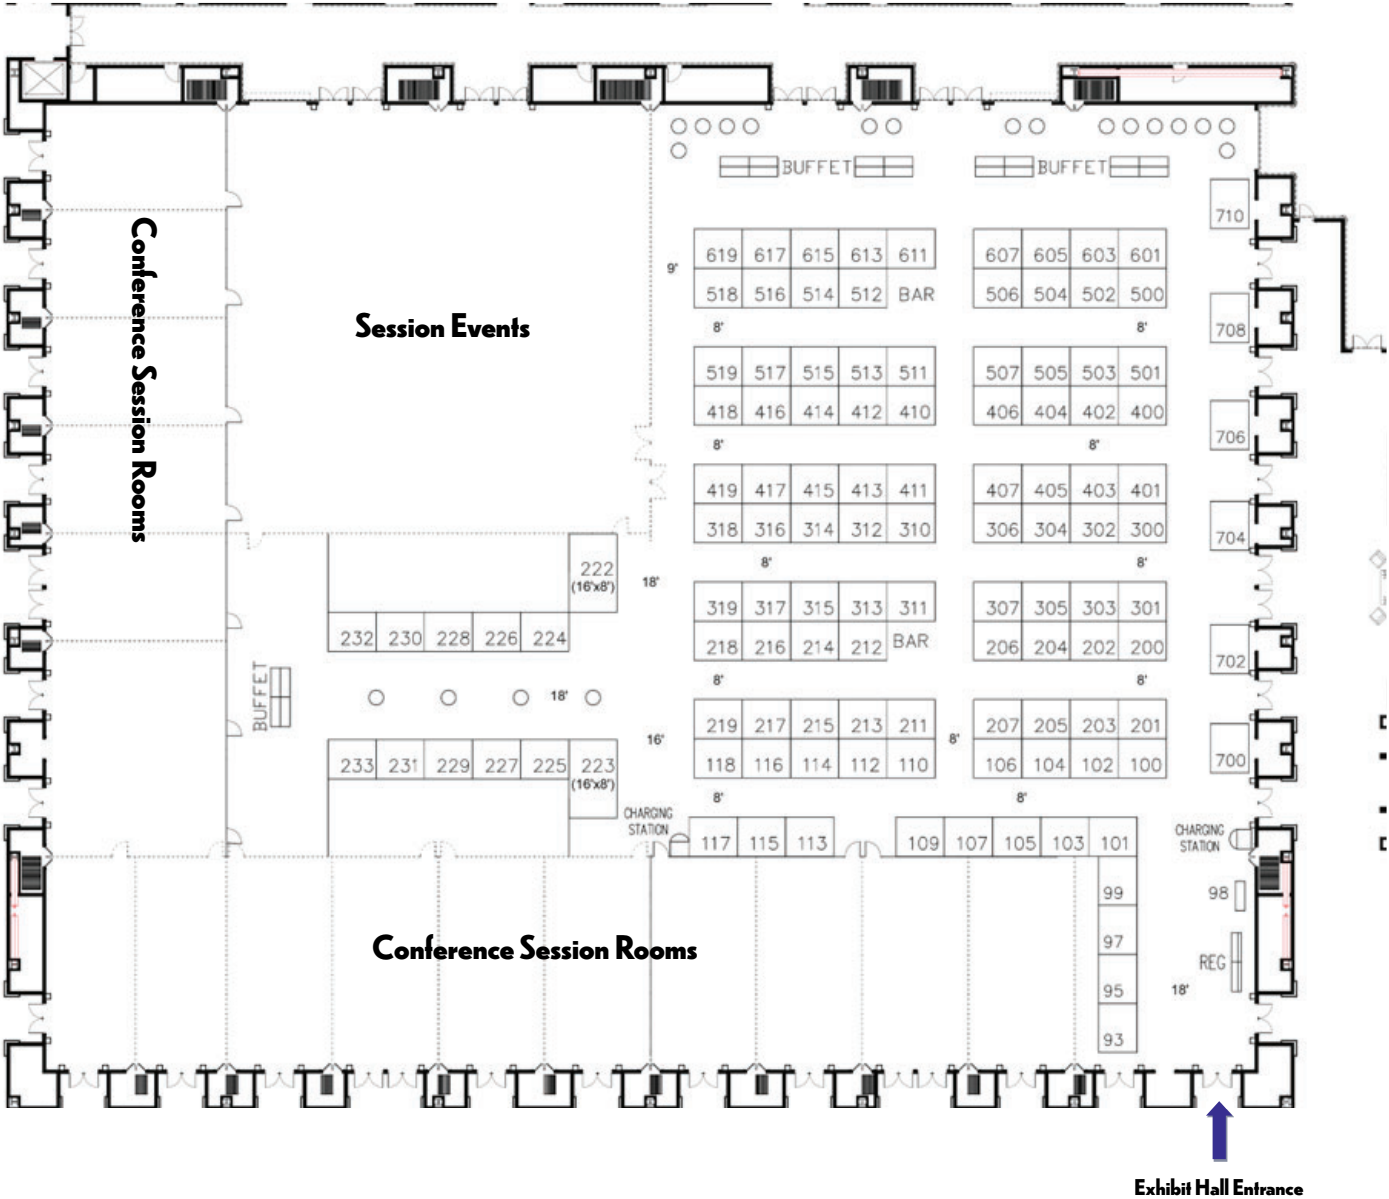 BUFFET BUFFET
710
619 617 615 613 611 607 605 603 601
9'
518 516 514 512 BAR 506 504 502 500
8' 8' 708
519 517 515 513 511 507 505 503 501
418 416 414 412 410 406 404 402 400
706
8' 8'
419 417 415 413 411 407 405 403 401
318 316 314 312 310 306 304 302 300
704
8' 8'
Session Events
Conference Session Rooms
222
(16'x8')
18'
319 317 315 313 311 307 305 303 301
232 230 228 226 224
218 216 214 212 BAR 206 204 202 200
702
8' 8'
BUFFET
18'
219 217 215 213 211 207 205 203 201
16' 8'
233 231 229 227 225 223
(16'x8')
118 116 114 112 110 106 104 102 100
700
8' 8'
CHARGING
STATION
117 115 113 109 107 105 103 101
CHARGING
STATION
99
98
97
Conference Session Rooms
REG
95
18'
93
Exhibit Hall Entrance